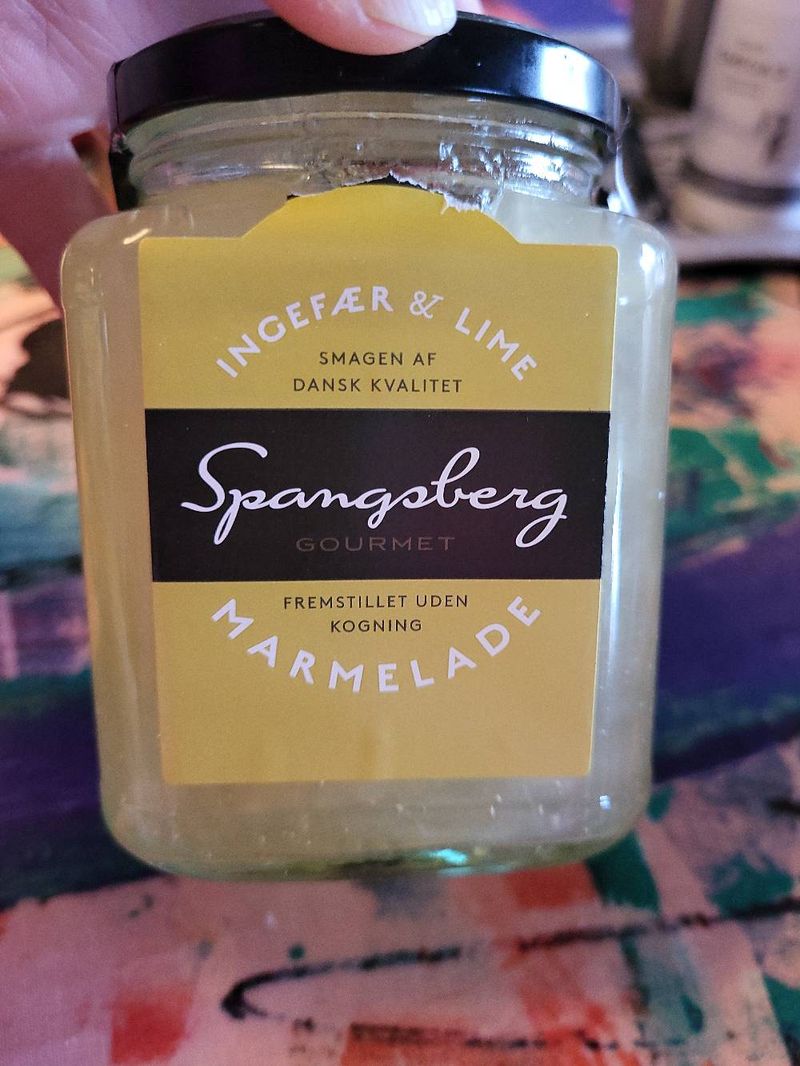 INGEFÆR & LIME
SMAGEN AF
DANSK KVALITET
Spangsberg
GOURMET
FREMSTILLET UDEN
KOGNING
MARMELADE